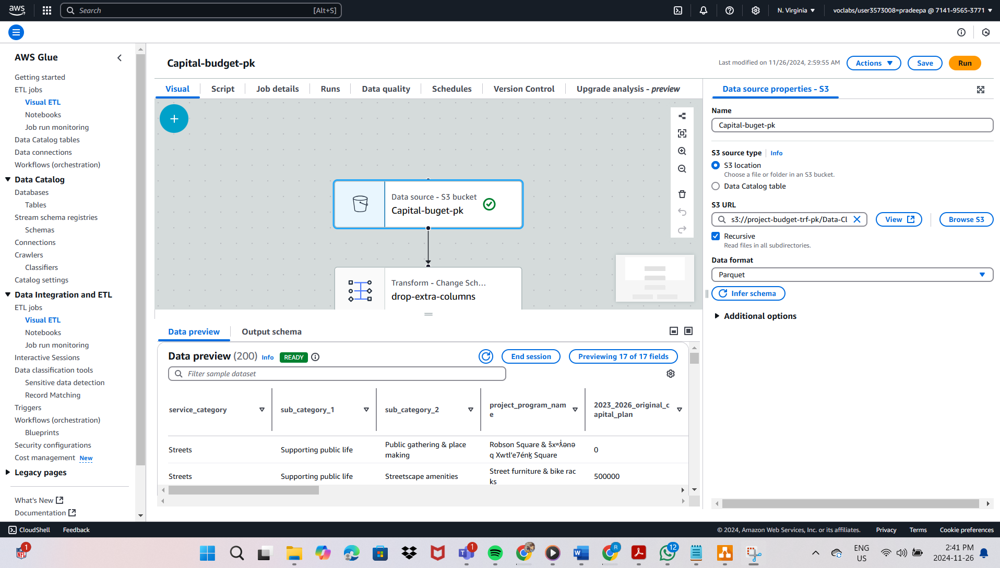 aws
Search
[Alt+S]
N. Virginia
voclabs/user3573008=pradeepa @ 7141-9565-3771
AWS Glue
Getting started
ETL jobs
Visual ETL
Notebooks
Job run monitoring
Data Catalog tables
Data connections
Workflows (orchestration)
Data Catalog
Databases
Tables
Stream schema registries
Schemas
Connections
Crawlers
Classifiers
Catalog settings
Data Integration and ETL
ETL jobs
Visual ETL
Notebooks
Job run monitoring
Interactive Sessions
Data classification tools
Sensitive data detection
Record Matching
Triggers
Workflows (orchestration)
Blueprints
Security configurations
Cost management New
Legacy pages
What's New
Documentation
Capital-budget-pk
Last modified on 11/26/2024, 2:59:55 AM
Actions
Save
Run
Visual
Script
Job details
Runs
Data quality
Schedules
Version Control
Upgrade analysis - preview
Data source - S3 bucket
Capital-buget-pk
Transform - Change Sch...
drop-extra-columns
Data preview
Output schema
Data preview (200) Info READY
End session
Previewing 17 of 17 fields
Filter sample dataset
service_category
sub_category_1
sub_category_2
project_program_nam
e
2023_2026_original_c
apital_plan
Streets
Supporting public life
Public gathering & place
making
Robson Square & šxʷƛ̓ənə
q Xwtl'e7énḵ Square
0
Streets
Supporting public life
Streetscape amenities
Street furniture & bike rac
ks
500000
Data source properties - S3
Name
Capital-buget-pk
S3 source type Info
S3 location
Choose a file or folder in an S3 bucket.
Data Catalog table
S3 URL
s3://project-budget-trf-pk/Data-Cl
View
Browse S3
Recursive
Read files in all subdirectories.
Data format
Parquet
Infer schema
Additional options
CloudShell
Feedback
© 2024, Amazon Web Services, Inc. or its affiliates.
Privacy
Terms
Cookie preferences
1
NFL
1
R
12
ENG
US
2:41 PM
2024-11-26